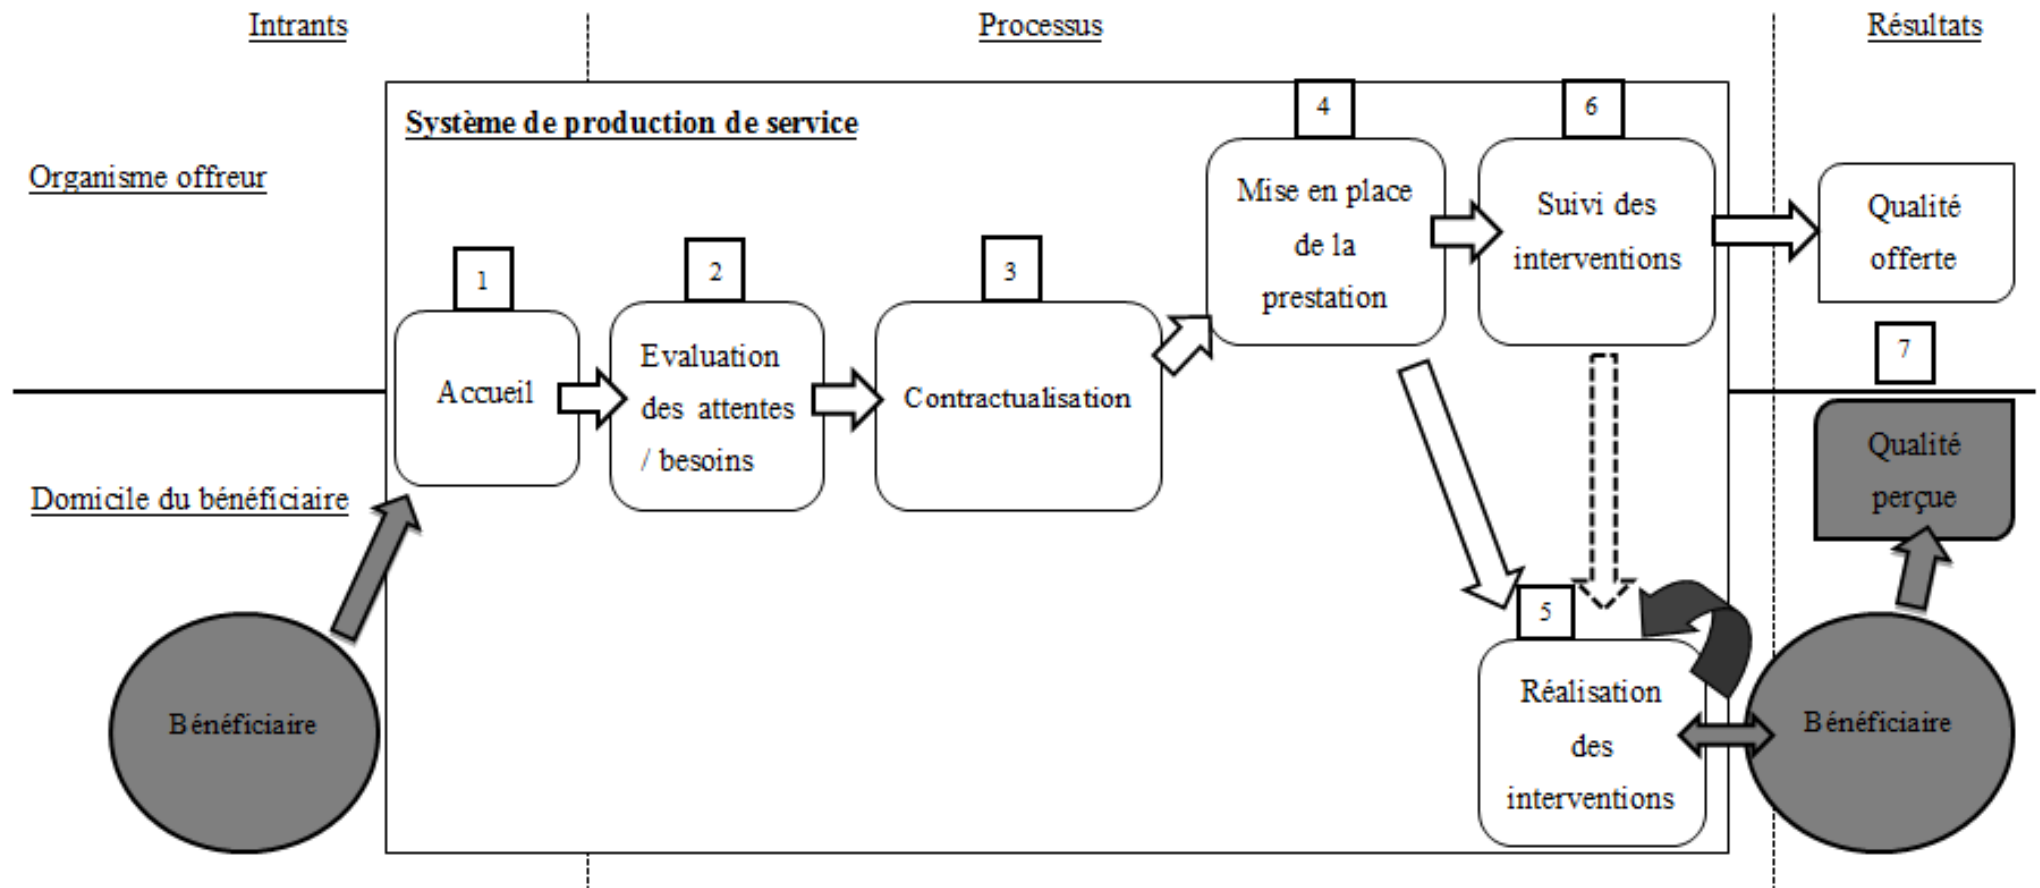 Intrants
Processus
Résultats
Système de production de service
Organisme offreur
Domicile du bénéficiaire
Bénéficiaire
1
Accueil
2
Evaluation
des attentes
/ besoins
3
Contractualisation
4
Mise en place
de la
prestation
6
Suivi des
interventions
5
Réalisation
des
interventions
Qualité
offerte
7
Qualité
perçue
Bénéficiaire